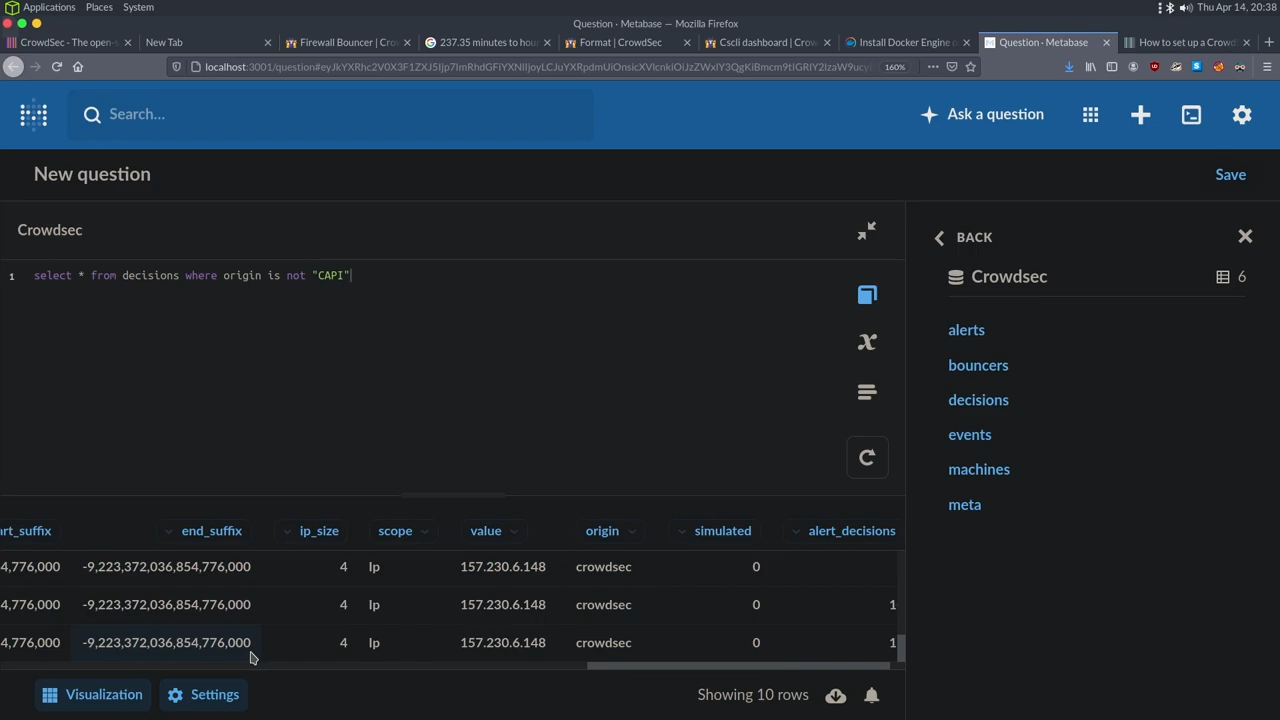 Applications Places System
Thu Apr 14, 20:38
Question · Metabase — Mozilla Firefox
CrowdSec - The open-s
New Tab
Firewall Bouncer | Crow
237.35 minutes to hour
Format | CrowdSec
Cscli dashboard | Crow
Install Docker Engine o
Question · Metabase
How to set up a Crowd
160%
Search...
Ask a question
New question
Save
Crowdsec
BACK
1 select * from decisions where origin is not "CAPI"
Crowdsec 6
alerts
bouncers
decisions
events
machines
meta
art_suffix end_suffix ip_size scope value origin simulated alert_decisions
4,776,000 -9,223,372,036,854,776,000 4 Ip 157.230.6.148 crowdsec 0
4,776,000 -9,223,372,036,854,776,000 4 Ip 157.230.6.148 crowdsec 0 1
4,776,000 -9,223,372,036,854,776,000 4 Ip 157.230.6.148 crowdsec 0 1
Visualization Settings Showing 10 rows